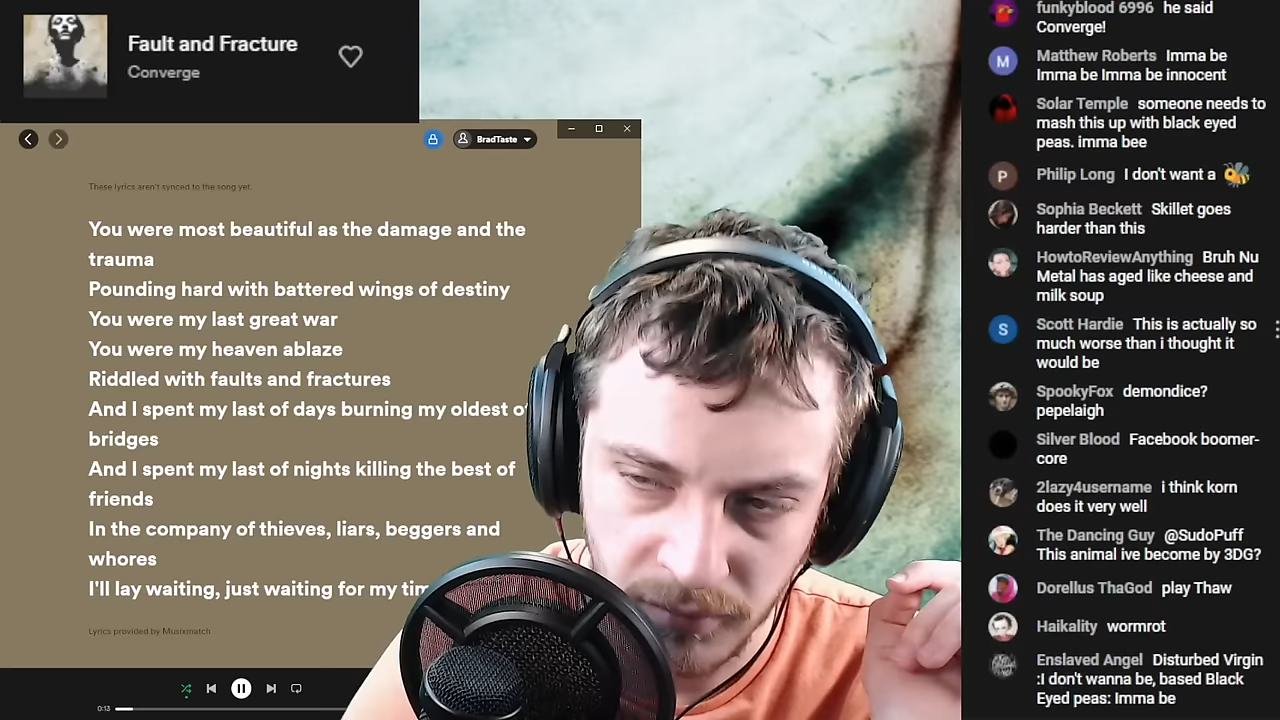 Fault and Fracture
Converge
BradTaste
These lyrics aren't synced to the song yet.
You were most beautiful as the damage and the
trauma
Pounding hard with battered wings of destiny
You were my last great war
You were my heaven ablaze
Riddled with faults and fractures
And I spent my last of days burning my oldest of
bridges
And I spent my last of nights killing the best of
friends
In the company of thieves, liars, beggers and
whores
I'll lay waiting, just waiting for my tim
Lyrics provided by Musixmatch
0:13
funkyblood 6996 he said
Converge!
M
Matthew Roberts Imma be
Imma be Imma be innocent
Solar Temple someone needs to
mash this up with black eyed
peas. imma bee
P
Philip Long I don't want a 🐝
Sophia Beckett Skillet goes
harder than this
HowtoReviewAnything Bruh Nu
Metal has aged like cheese and
milk soup
S
Scott Hardie This is actually so
much worse than i thought it
would be
SpookyFox demondice?
pepelaigh
Silver Blood Facebook boomer-
core
2lazy4username i think korn
does it very well
The Dancing Guy @SudoPuff
This animal ive become by 3DG?
Dorellus ThaGod play Thaw
Haikality wormrot
Enslaved Angel Disturbed Virgin
:I don't wanna be, based Black
Eyed peas: Imma be